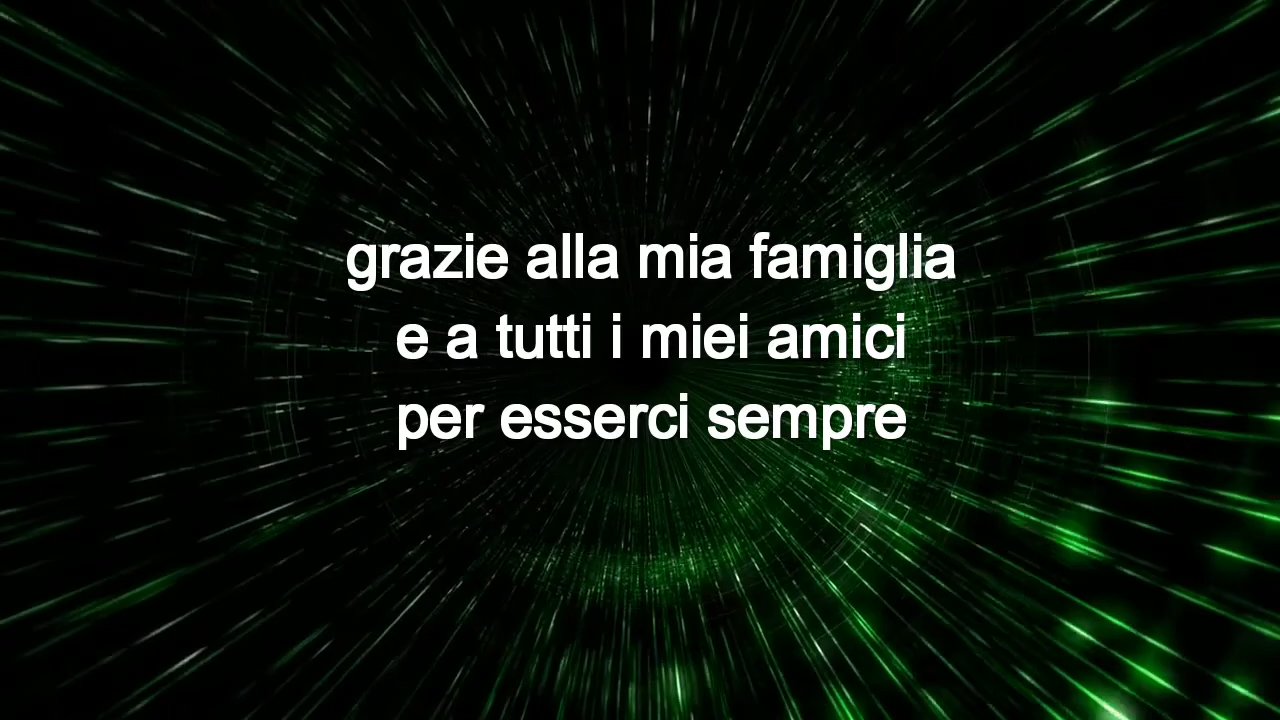 grazie alla mia famiglia
e a tutti i miei amici
per esserci sempre